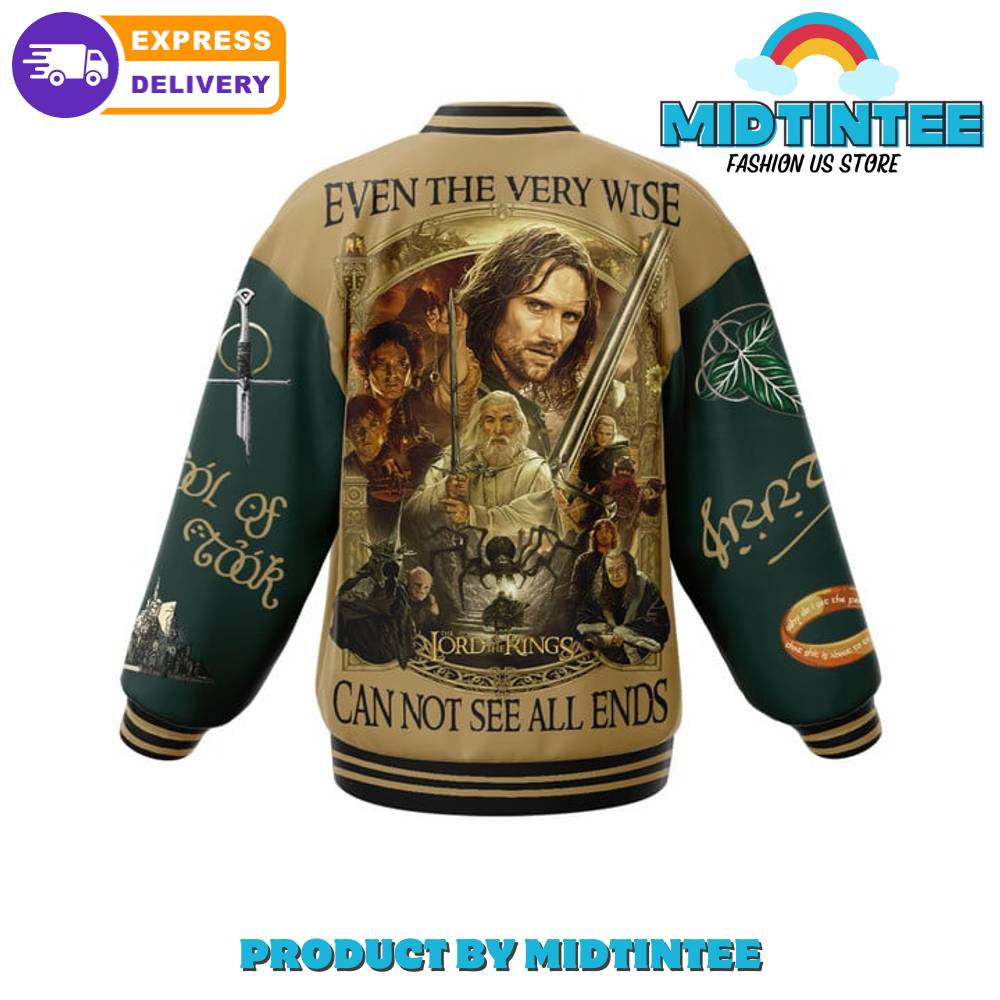 EXPRESS
DELIVERY
MIDTINTEE
FASHION US STORE
EVEN THE VERY WISE
OF
THE
LORD OF THE RINGS
CAN NOT SEE ALL ENDS
PRODUCT BY MIDTINTEE